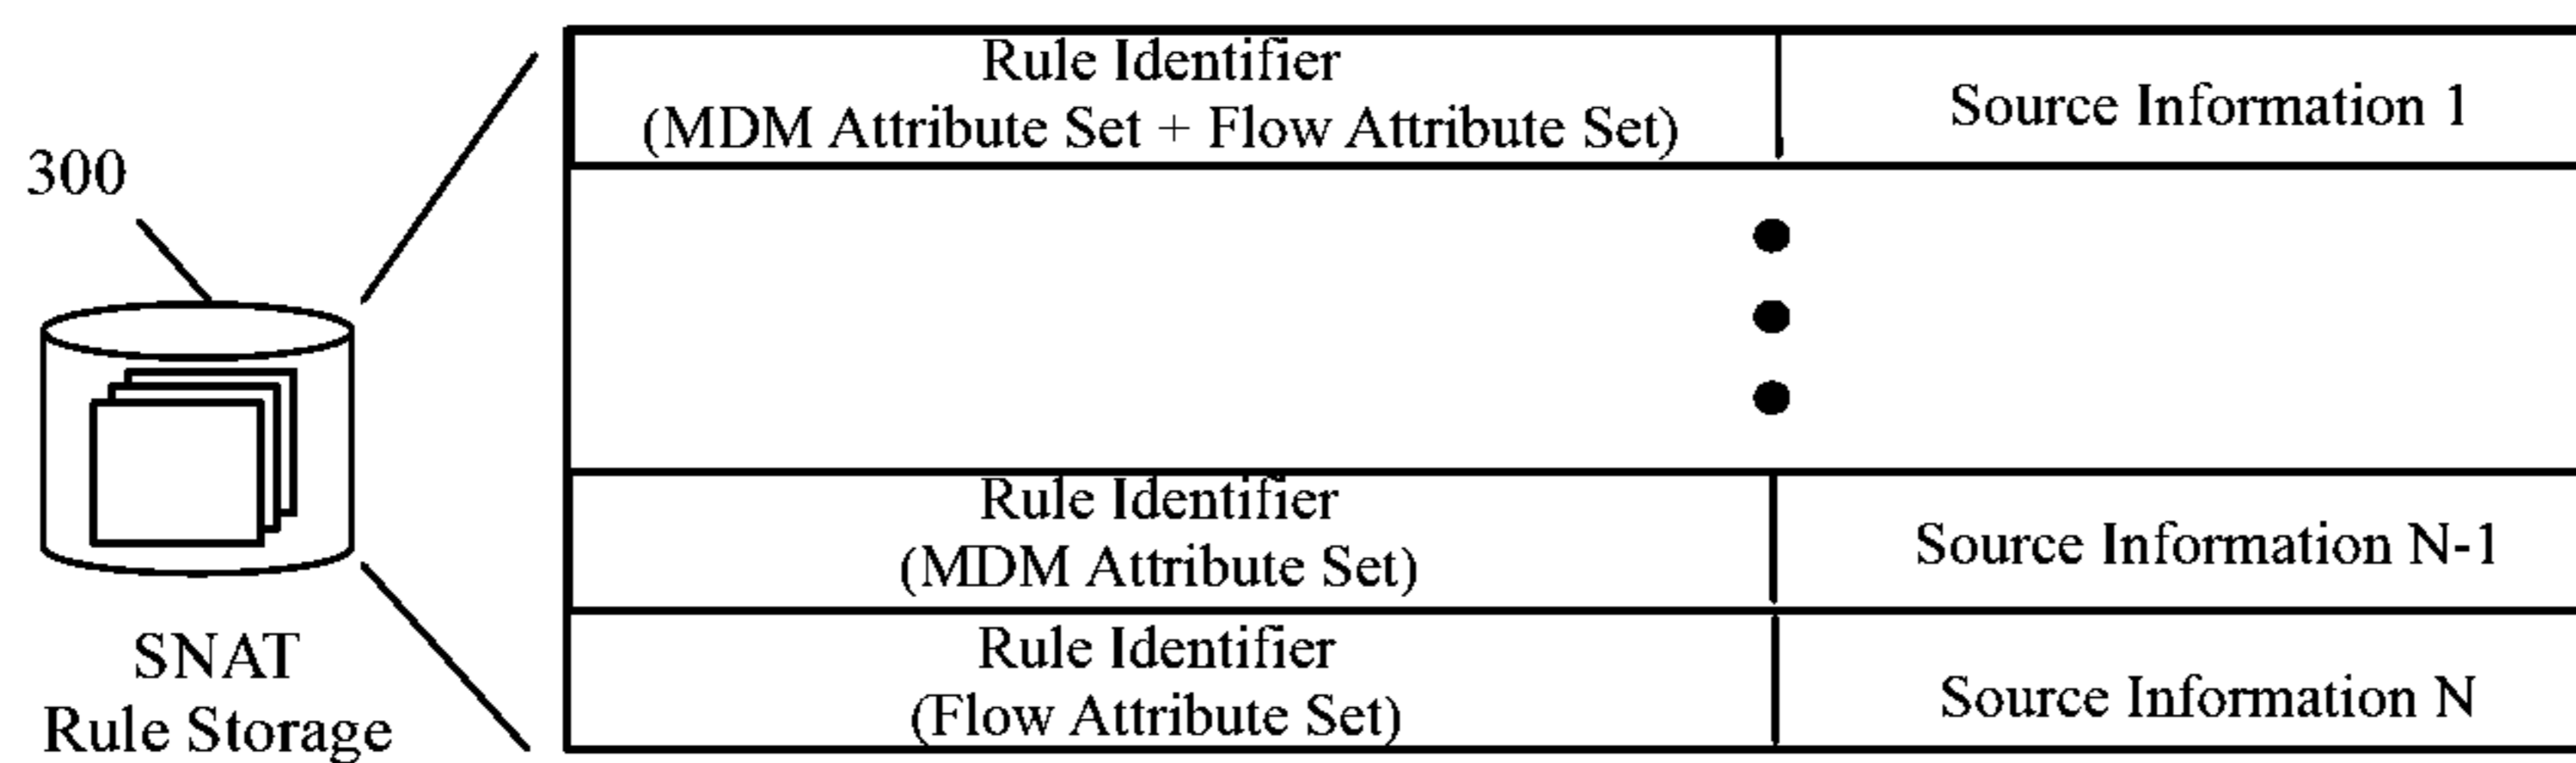 300
SNAT
Rule Storage
Rule Identifier
(MDM Attribute Set + Flow Attribute Set)
Source Information 1
Rule Identifier
(MDM Attribute Set)
Source Information N-1
Rule Identifier
(Flow Attribute Set)
Source Information N